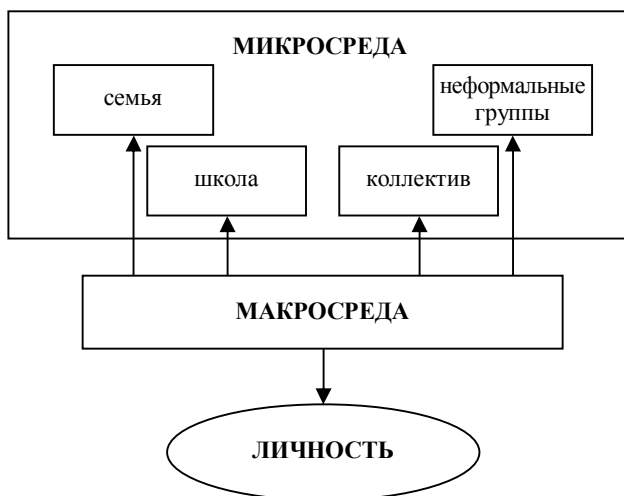 МИКРОСРЕДА
семья
неформальные
группы
школа
коллектив
МАКРОСРЕДА
ЛИЧНОСТЬ